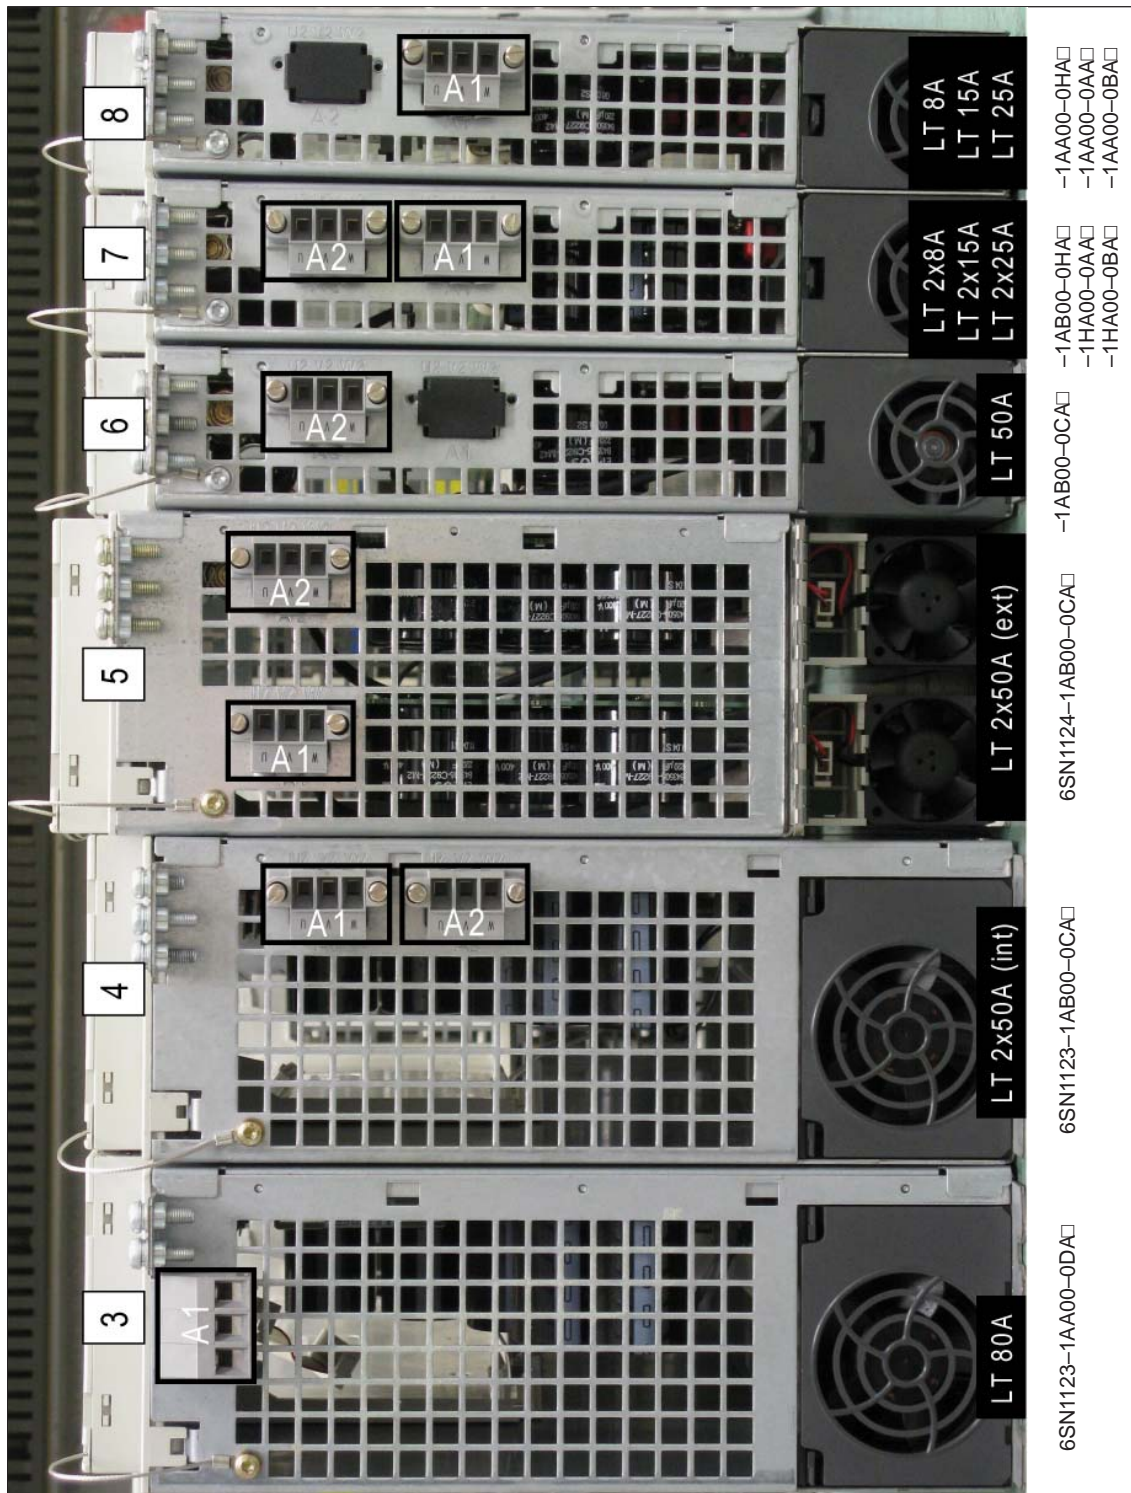 3
A1
LT 80A
6SN1123–1AA00–0DA□
4
A1
A2
LT 2x50A (int)
6SN1123–1AB00–0CA□
5
A1
A2
LT 2x50A (ext)
6SN1124–1AB00–0CA□
6
A2
LT 50A
–1AB00–0CA□
7
A2
A1
LT 2x8A
LT 2x15A
LT 2x25A
–1AB00–0HA□
–1HA00–0AA□
–1HA00–0BA□
8
A2
A1
LT 8A
LT 15A
LT 25A
–1AA00–0HA□
–1AA00–0AA□
–1AA00–0BA□